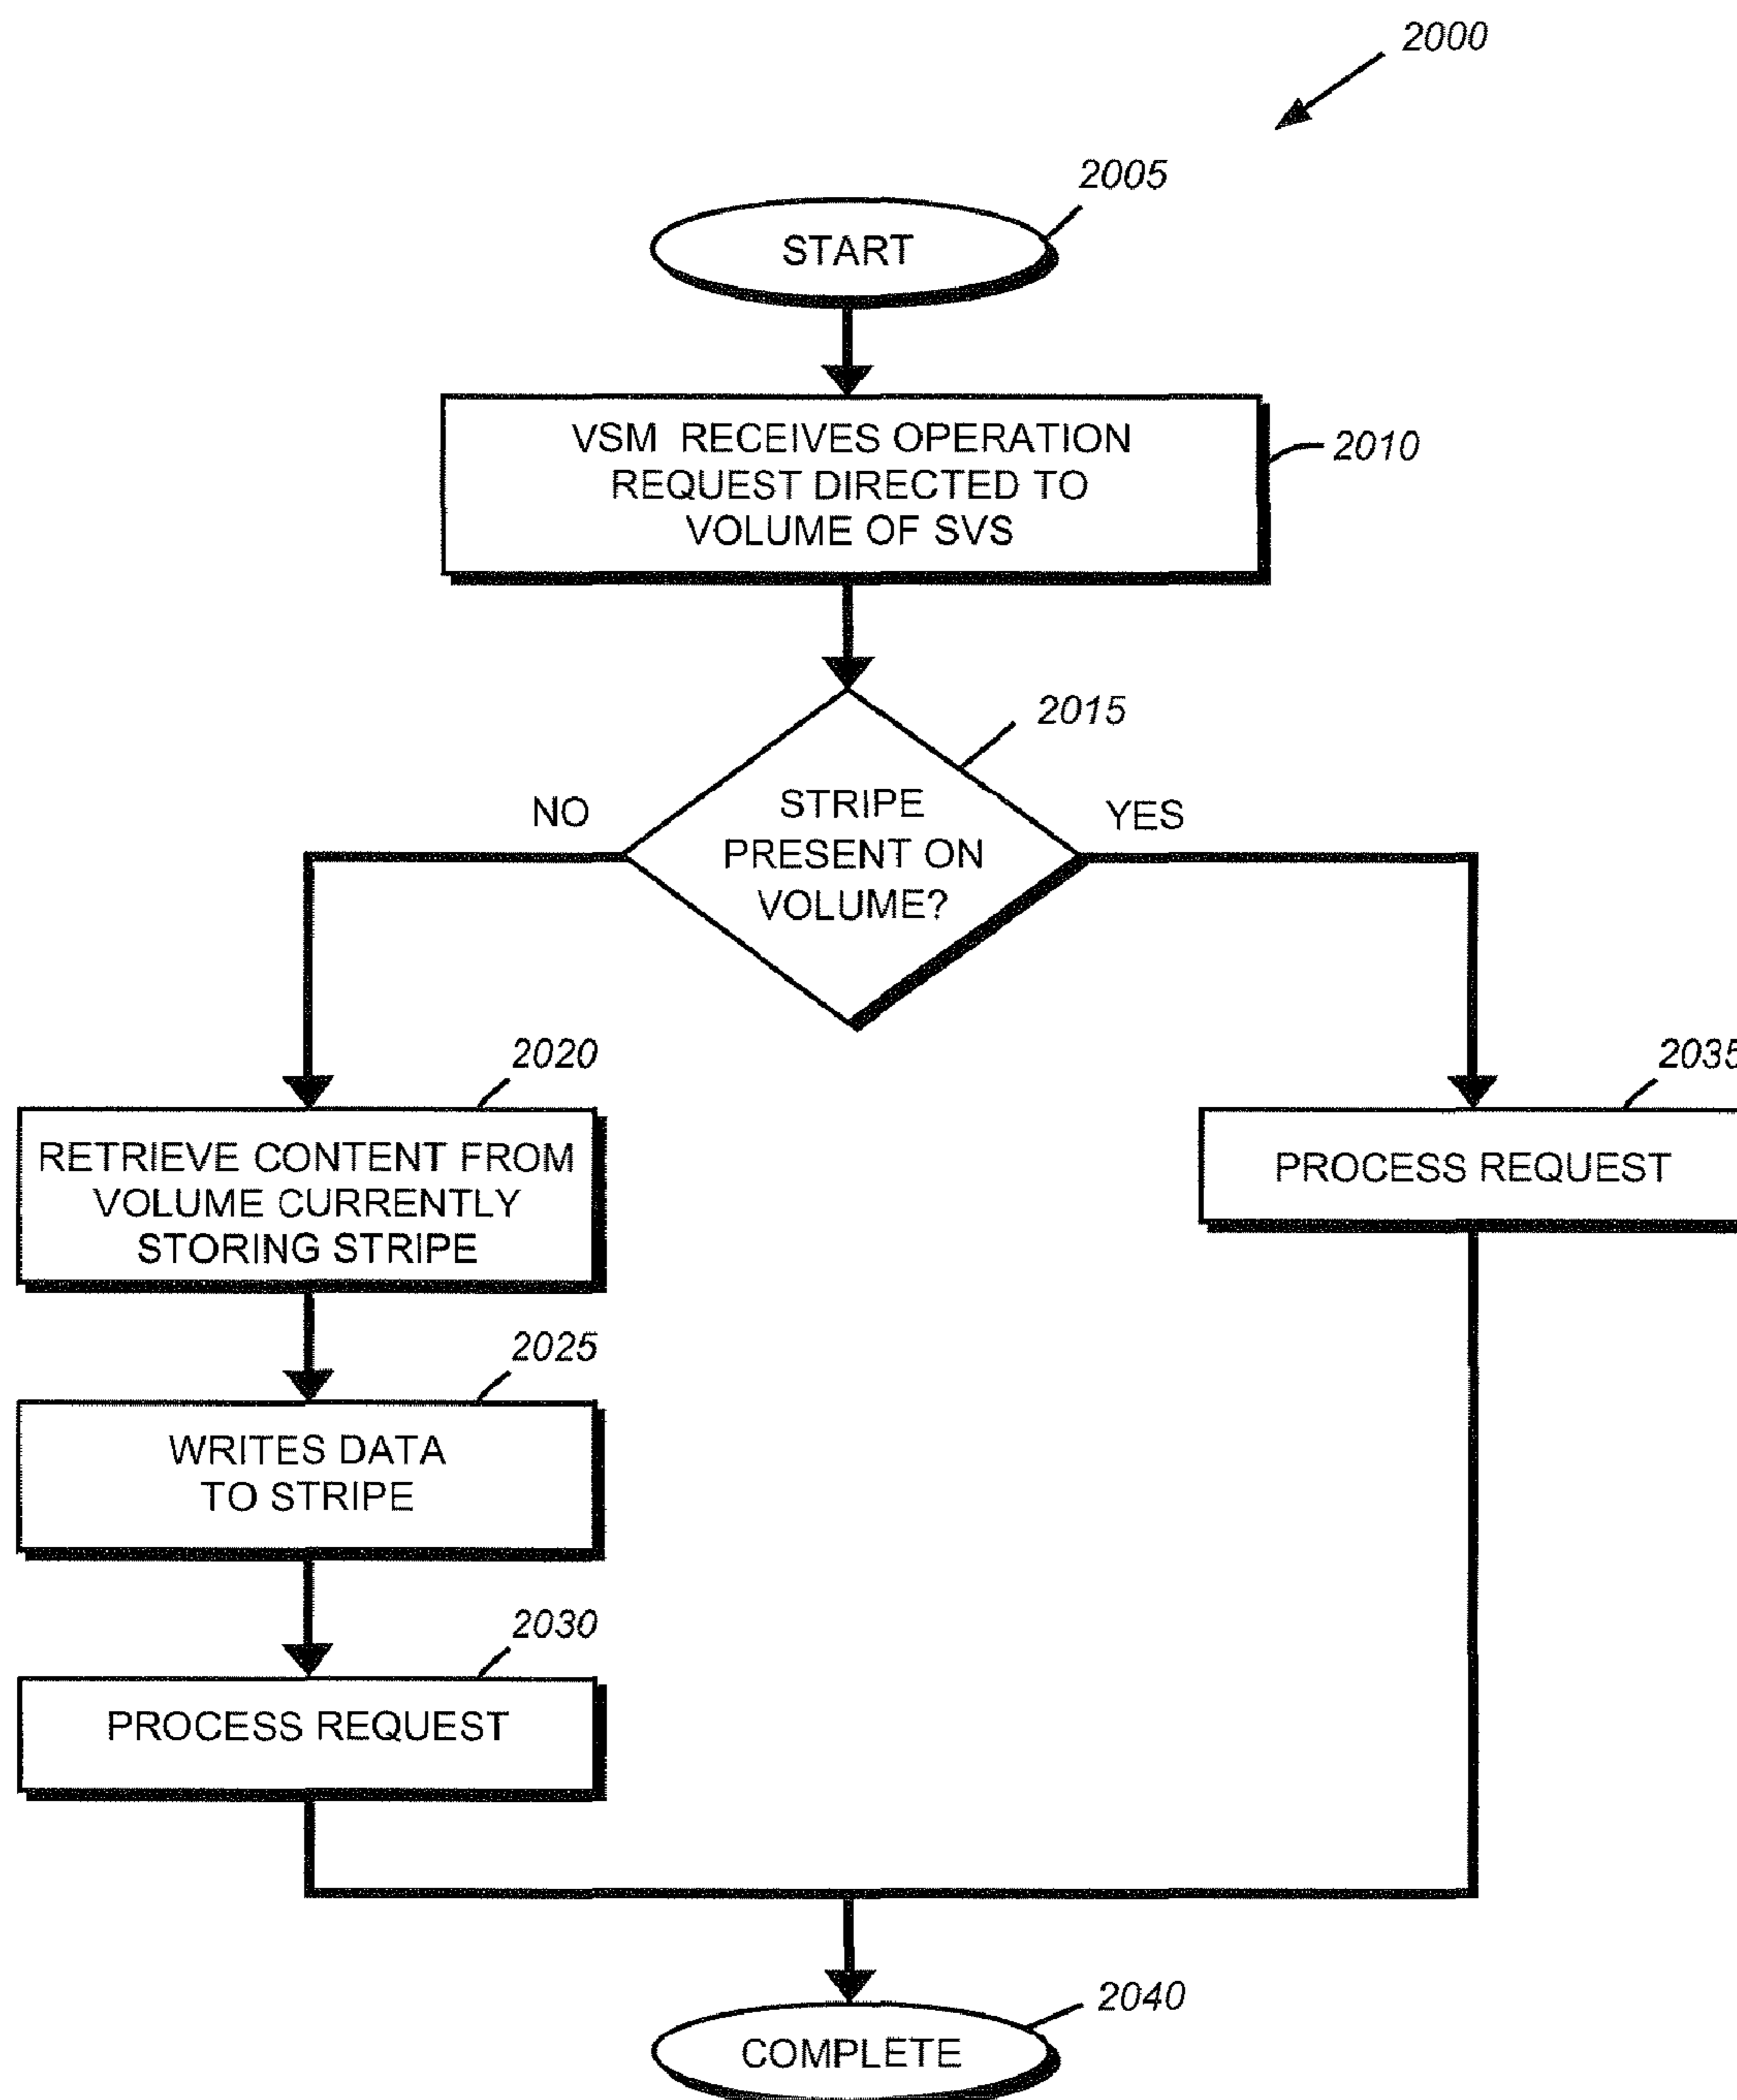 2000
2005
START
VSM RECEIVES OPERATION
REQUEST DIRECTED TO
VOLUME OF SVS
2010
2015
STRIPE
PRESENT ON
VOLUME?
NO
YES
2020
RETRIEVE CONTENT FROM
VOLUME CURRENTLY
STORING STRIPE
2035
PROCESS REQUEST
2025
WRITES DATA
TO STRIPE
2030
PROCESS REQUEST
2040
COMPLETE